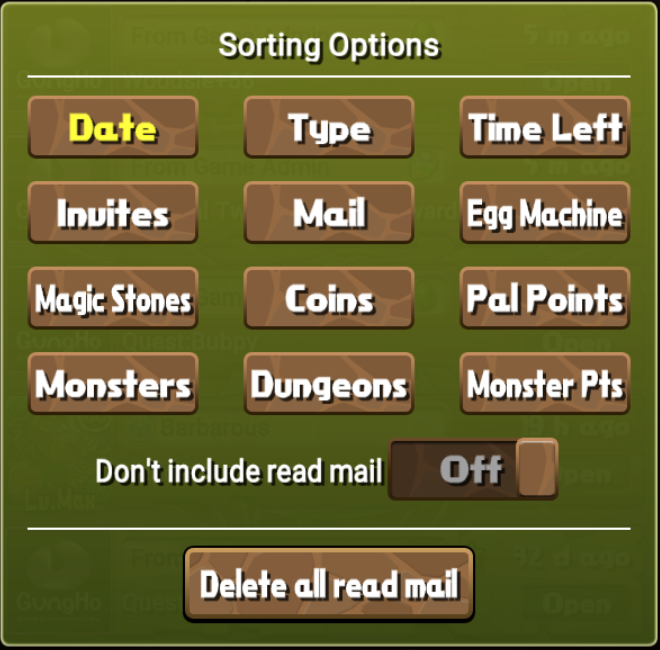 Sorting Options
Date Type Time Left
Invites Mail Egg Machine
Magic Stones Coins Pal Points
Monsters Dungeons Monster Pts
Don't include read mail Off
Delete all read mail